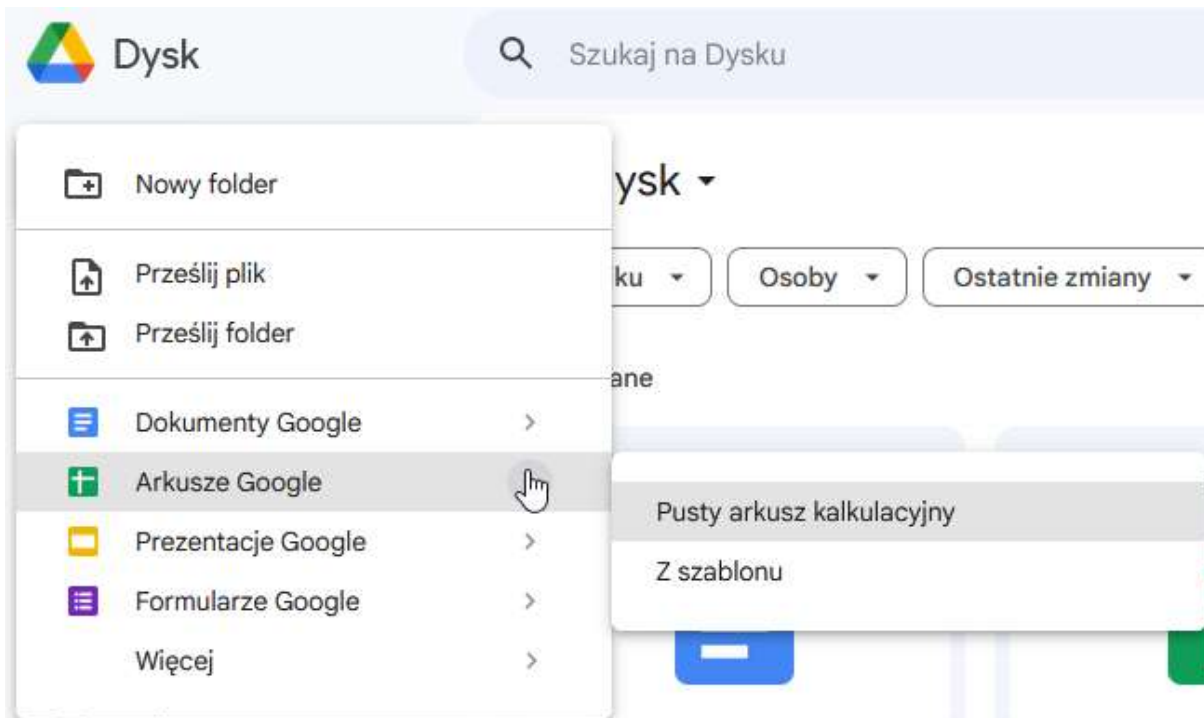 Dysk
Szukaj na Dysku
Nowy folder
ysk
Prześlij plik
ku
Osoby
Ostatnie zmiany
Prześlij folder
ane
Dokumenty Google
Arkusze Google
Pusty arkusz kalkulacyjny
Prezentacje Google
Z szablonu
Formularze Google
Więcej